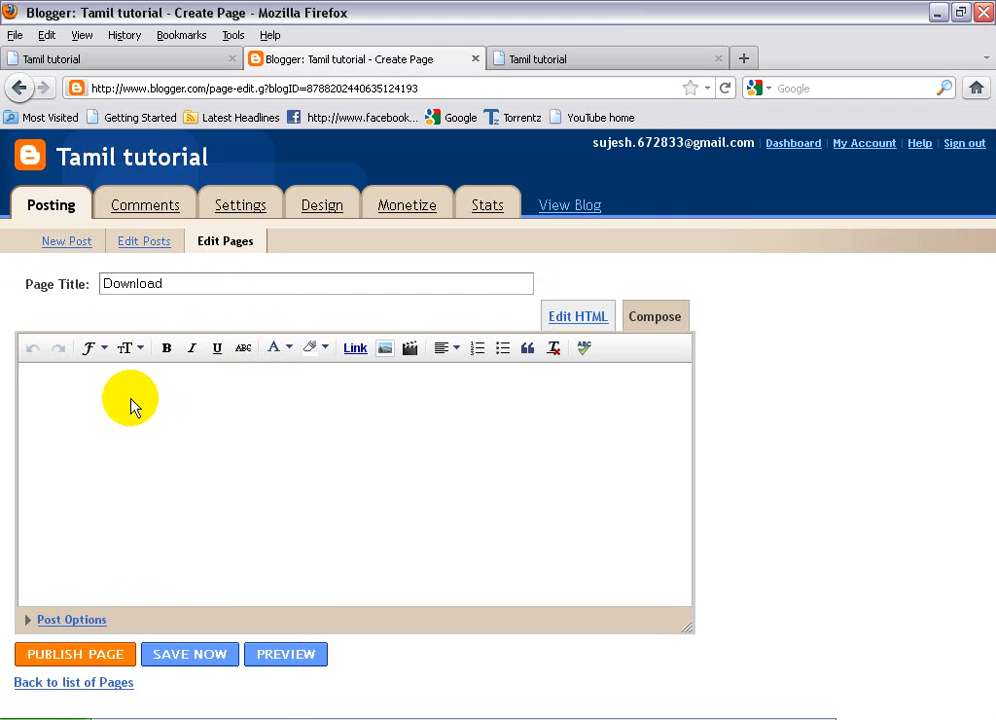 Blogger: Tamil tutorial - Create Page - Mozilla Firefox
File Edit View History Bookmarks Tools Help
Tamil tutorial Blogger: Tamil tutorial - Create Page Tamil tutorial
http://www.blogger.com/page-edit.g?blogID=8788202440635124193 Google
Most Visited Getting Started Latest Headlines http://www.facebook... Google Torrentz YouTube home
Tamil tutorial
sujesh.672833@gmail.com Dashboard My Account Help Sign out
Posting Comments Settings Design Monetize Stats View Blog
New Post Edit Posts Edit Pages
Page Title: Download
Edit HTML Compose
B I U ABC A Link ABC
Post Options
PUBLISH PAGE SAVE NOW PREVIEW
Back to list of Pages